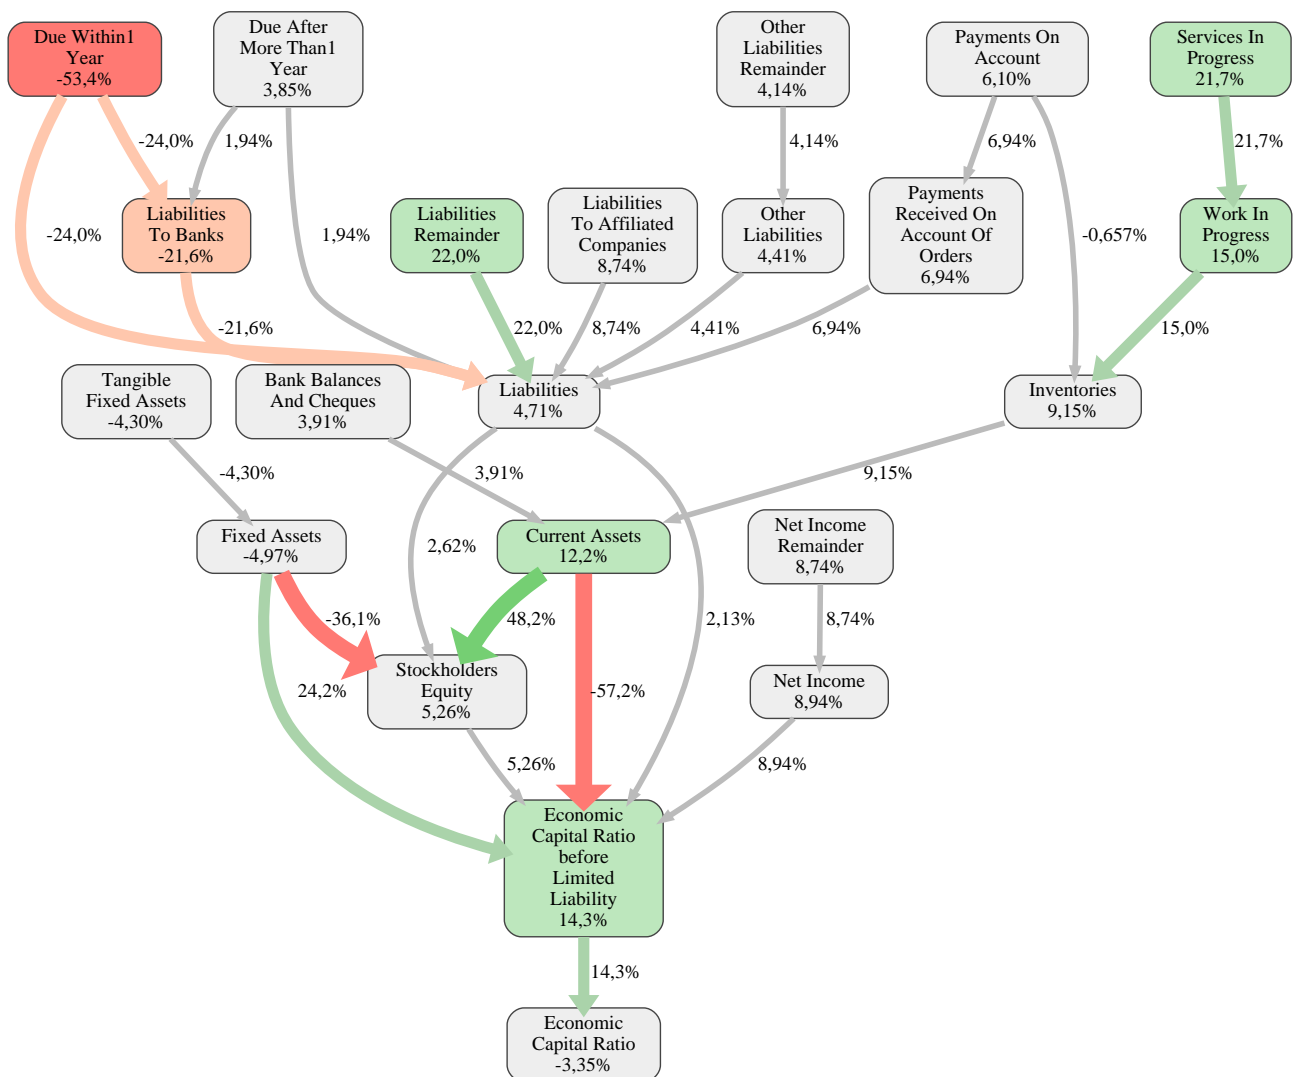 Due Within1
Year
-53,4%
Due After
More Than1
Year
3,85%
Other
Liabilities
Remainder
4,14%
Payments On
Account
6,10%
Services In
Progress
21,7%
-24,0%
1,94%
4,14%
6,94%
21,7%
Liabilities
To Banks
-21,6%
Liabilities
Remainder
22,0%
Liabilities
To Affiliated
Companies
8,74%
Other
Liabilities
4,41%
Payments
Received On
Account Of
Orders
6,94%
Work In
Progress
15,0%
-24,0%
1,94%
-0,657%
-21,6%
22,0%
8,74%
4,41%
6,94%
15,0%
Tangible
Fixed Assets
-4,30%
Bank Balances
And Cheques
3,91%
Liabilities
4,71%
Inventories
9,15%
-4,30%
3,91%
9,15%
Fixed Assets
-4,97%
2,62%
Current Assets
12,2%
Net Income
Remainder
8,74%
-36,1%
48,2%
2,13%
8,74%
24,2%
Stockholders
Equity
5,26%
-57,2%
Net Income
8,94%
5,26%
8,94%
Economic
Capital Ratio
before
Limited
Liability
14,3%
14,3%
Economic
Capital Ratio
-3,35%